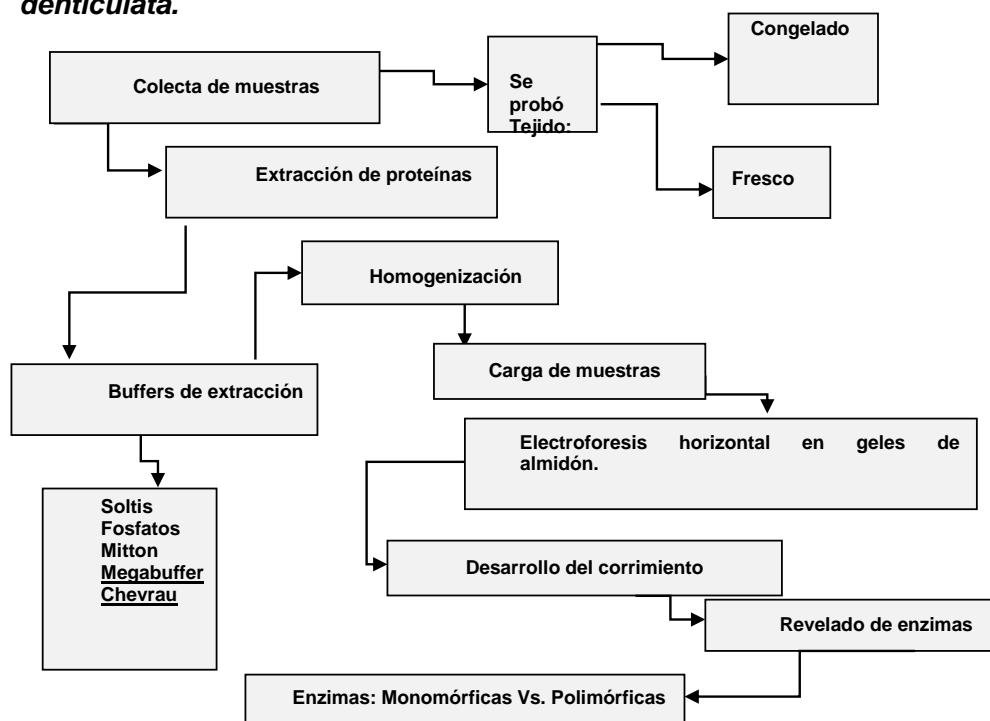 denticulata.
Congelado
Colecta de muestras
Se
probó
Tejido:
Extracción de proteínas
Fresco
Homogenización
Carga de muestras
Buffers de extracción
Electroforesis horizontal en geles de
almidón.
Soltis
Fosfatos
Mitton
Megabuffer
Chevrau
Desarrollo del corrimiento
Revelado de enzimas
Enzimas: Monomórficas Vs. Polimórficas